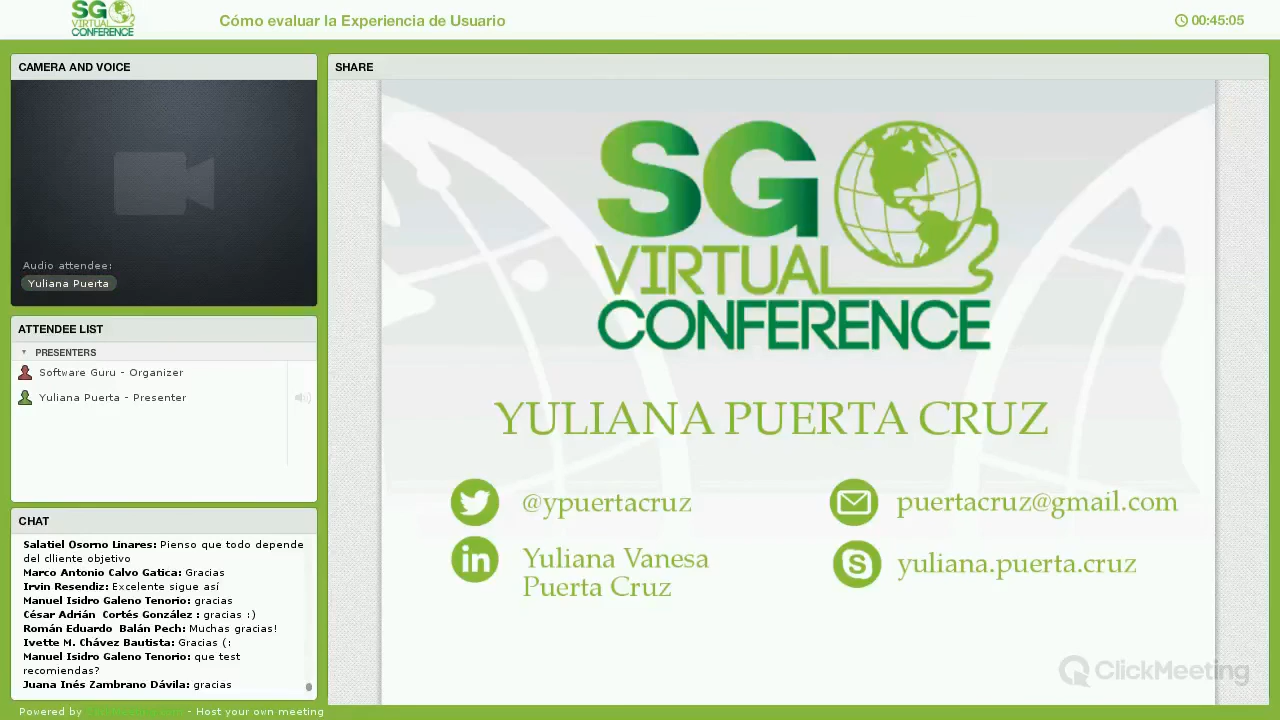 SG
VIRTUAL
CONFERENCE
Cómo evaluar la Experiencia de Usuario
00:45:05
CAMERA AND VOICE
Audio attendee:
Yuliana Puerta
ATTENDEE LIST
PRESENTERS
Software Guru - Organizer
Yuliana Puerta - Presenter
CHAT
Salatiel Osorno Linares: Pienso que todo depende
del clliente objetivo
Marco Antonio Calvo Gatica: Gracias
Irvin Resendiz: Excelente sigue así
Manuel Isidro Galeno Tenorio: gracias
César Adrián Cortés González : gracias :)
Román Eduardo Balán Pech: Muchas gracias!
Ivette M. Chávez Bautista: Gracias (:
Manuel Isidro Galeno Tenorio: que test
recomiendas?
Juana Inés Zambrano Dávila: gracias
Powered by
- Host your own meeting
SHARE
SG
VIRTUAL
CONFERENCE
YULIANA PUERTA CRUZ
@ypuertacruz
puertacruz@gmail.com
in
Yuliana Vanesa
Puerta Cruz
yuliana.puerta.cruz
ClickMeeting